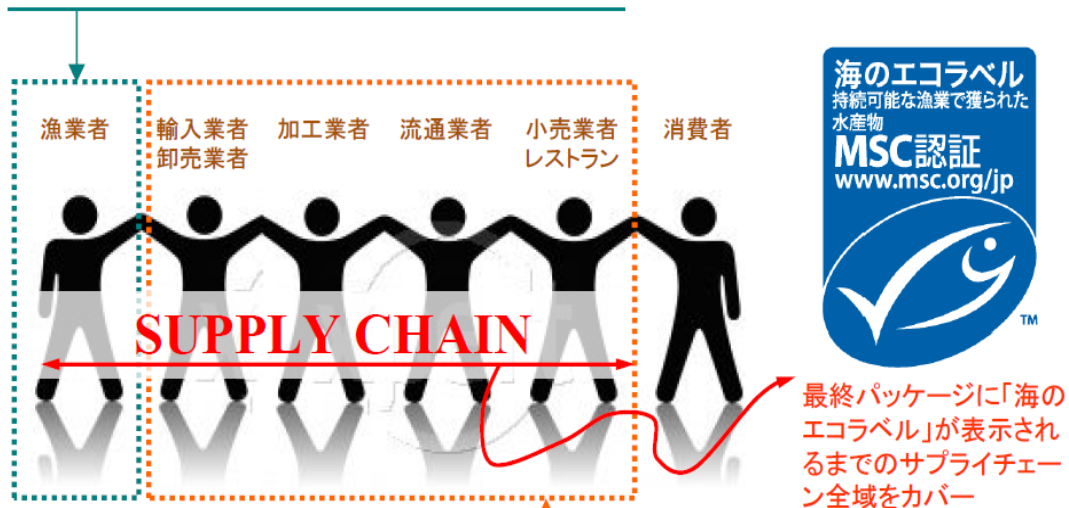 漁業者
輸入業者
卸売業者
加工業者
流通業者
小売業者
レストラン
消費者
SUPPLY CHAIN
海のエコラベル
持続可能な漁業で獲られた
水産物
MSC認証
www.msc.org/jp
TM
最終パッケージに「海の
エコラベル」が表示され
るまでのサプライチェー
ン全域をカバー